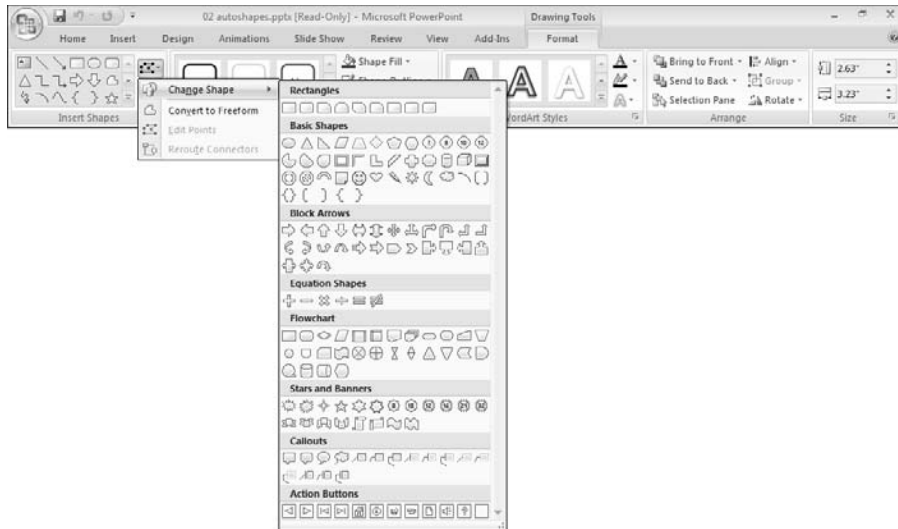 02 autoshapes.pptx [Read-Only] - Microsoft PowerPoint
Drawing Tools
Home Insert Design Animations Slide Show Review View Add-Ins Format
Shape Fill
Bring to Front Align
2.63"
Send to Back Group
Selection Pane Rotate
3.23"
Insert Shapes
WordArt Styles
Arrange
Size
Change Shape
Convert to Freeform
Edit Points
Reroute Connectors
Rectangles
Basic Shapes
Block Arrows
Equation Shapes
Flowchart
Stars and Banners
Callouts
Action Buttons